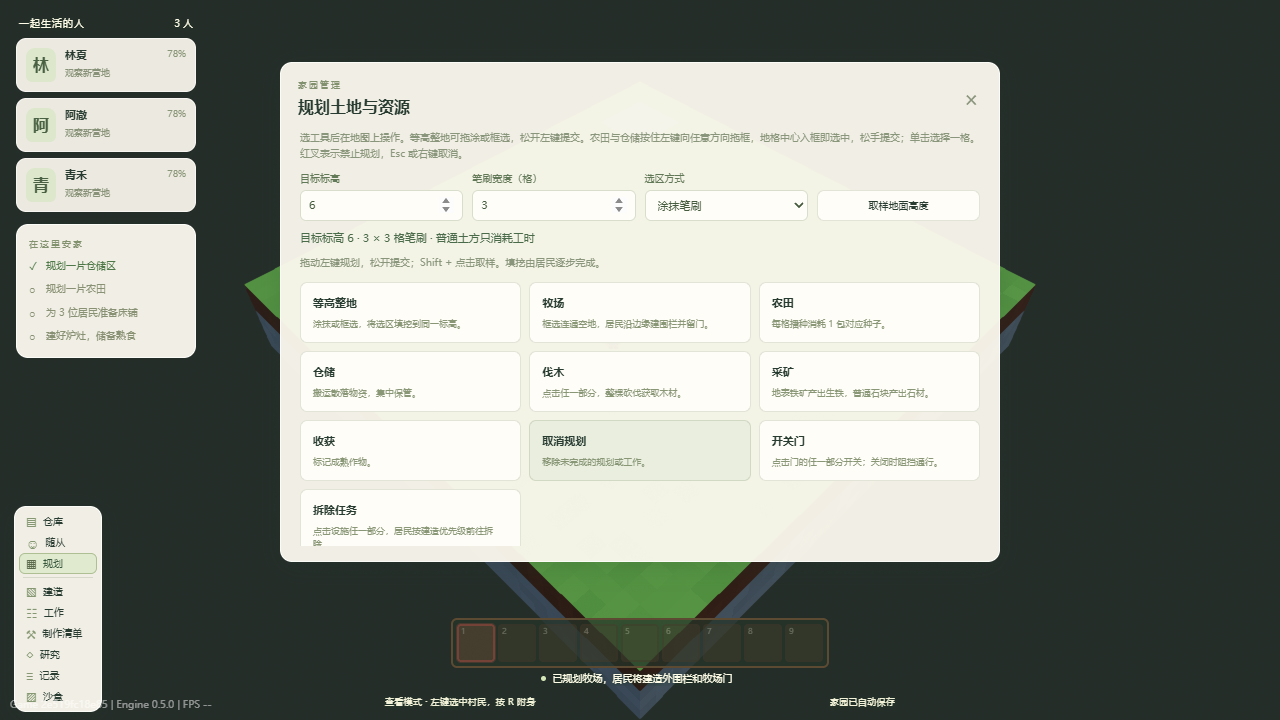 一起生活的人 3 人
林 林夏 78%
观察新营地
阿 阿澈 78%
观察新营地
青 青禾 78%
观察新营地
在这里安家
✓ 规划一片仓储区
○ 规划一片农田
○ 为 3 位居民准备床铺
○ 建好炉灶，储备熟食
家园管理
规划土地与资源
×
选工具后在地图上操作。等高整地可拖涂或框选，松开左键提交。农田与仓储按住左键向任意方向拖框，地格中心入框即选中，松手提交；单击选择一格。
红叉表示禁止规划，Esc 或右键取消。
目标标高 笔刷宽度（格） 选区方式
6 3 涂抹笔刷 取样地面高度
目标标高 6 · 3 × 3 格笔刷 · 普通土方只消耗工时
拖动左键规划，松开提交；Shift + 点击取样。填挖由居民逐步完成。
等高整地
涂抹或框选，将选区填挖到同一标高。
牧场
框选连通空地，居民沿边缘建围栏并留门。
农田
每格播种消耗 1 包对应种子。
仓储
搬运散落物资，集中保管。
伐木
点击任一部分，整棵砍伐获取木材。
采矿
地表铁矿产出生铁，普通石块产出石材。
收获
标记成熟作物。
取消规划
移除未完成的规划或工作。
开关门
点击门的任一部分开关；关闭时阻挡通行。
拆除任务
点击设施任一部分，居民按建造优先级前往拆
除
仓库
随从
规划
建造
工作
制作清单
研究
记录
沙盒
1 2 3 4 5 6 7 8 9
已规划牧场，居民将建造外围栏和牧场门
查看模式 · 左键选中村民，按 R 附身
家园已自动保存
5 | Engine 0.5.0 | FPS --